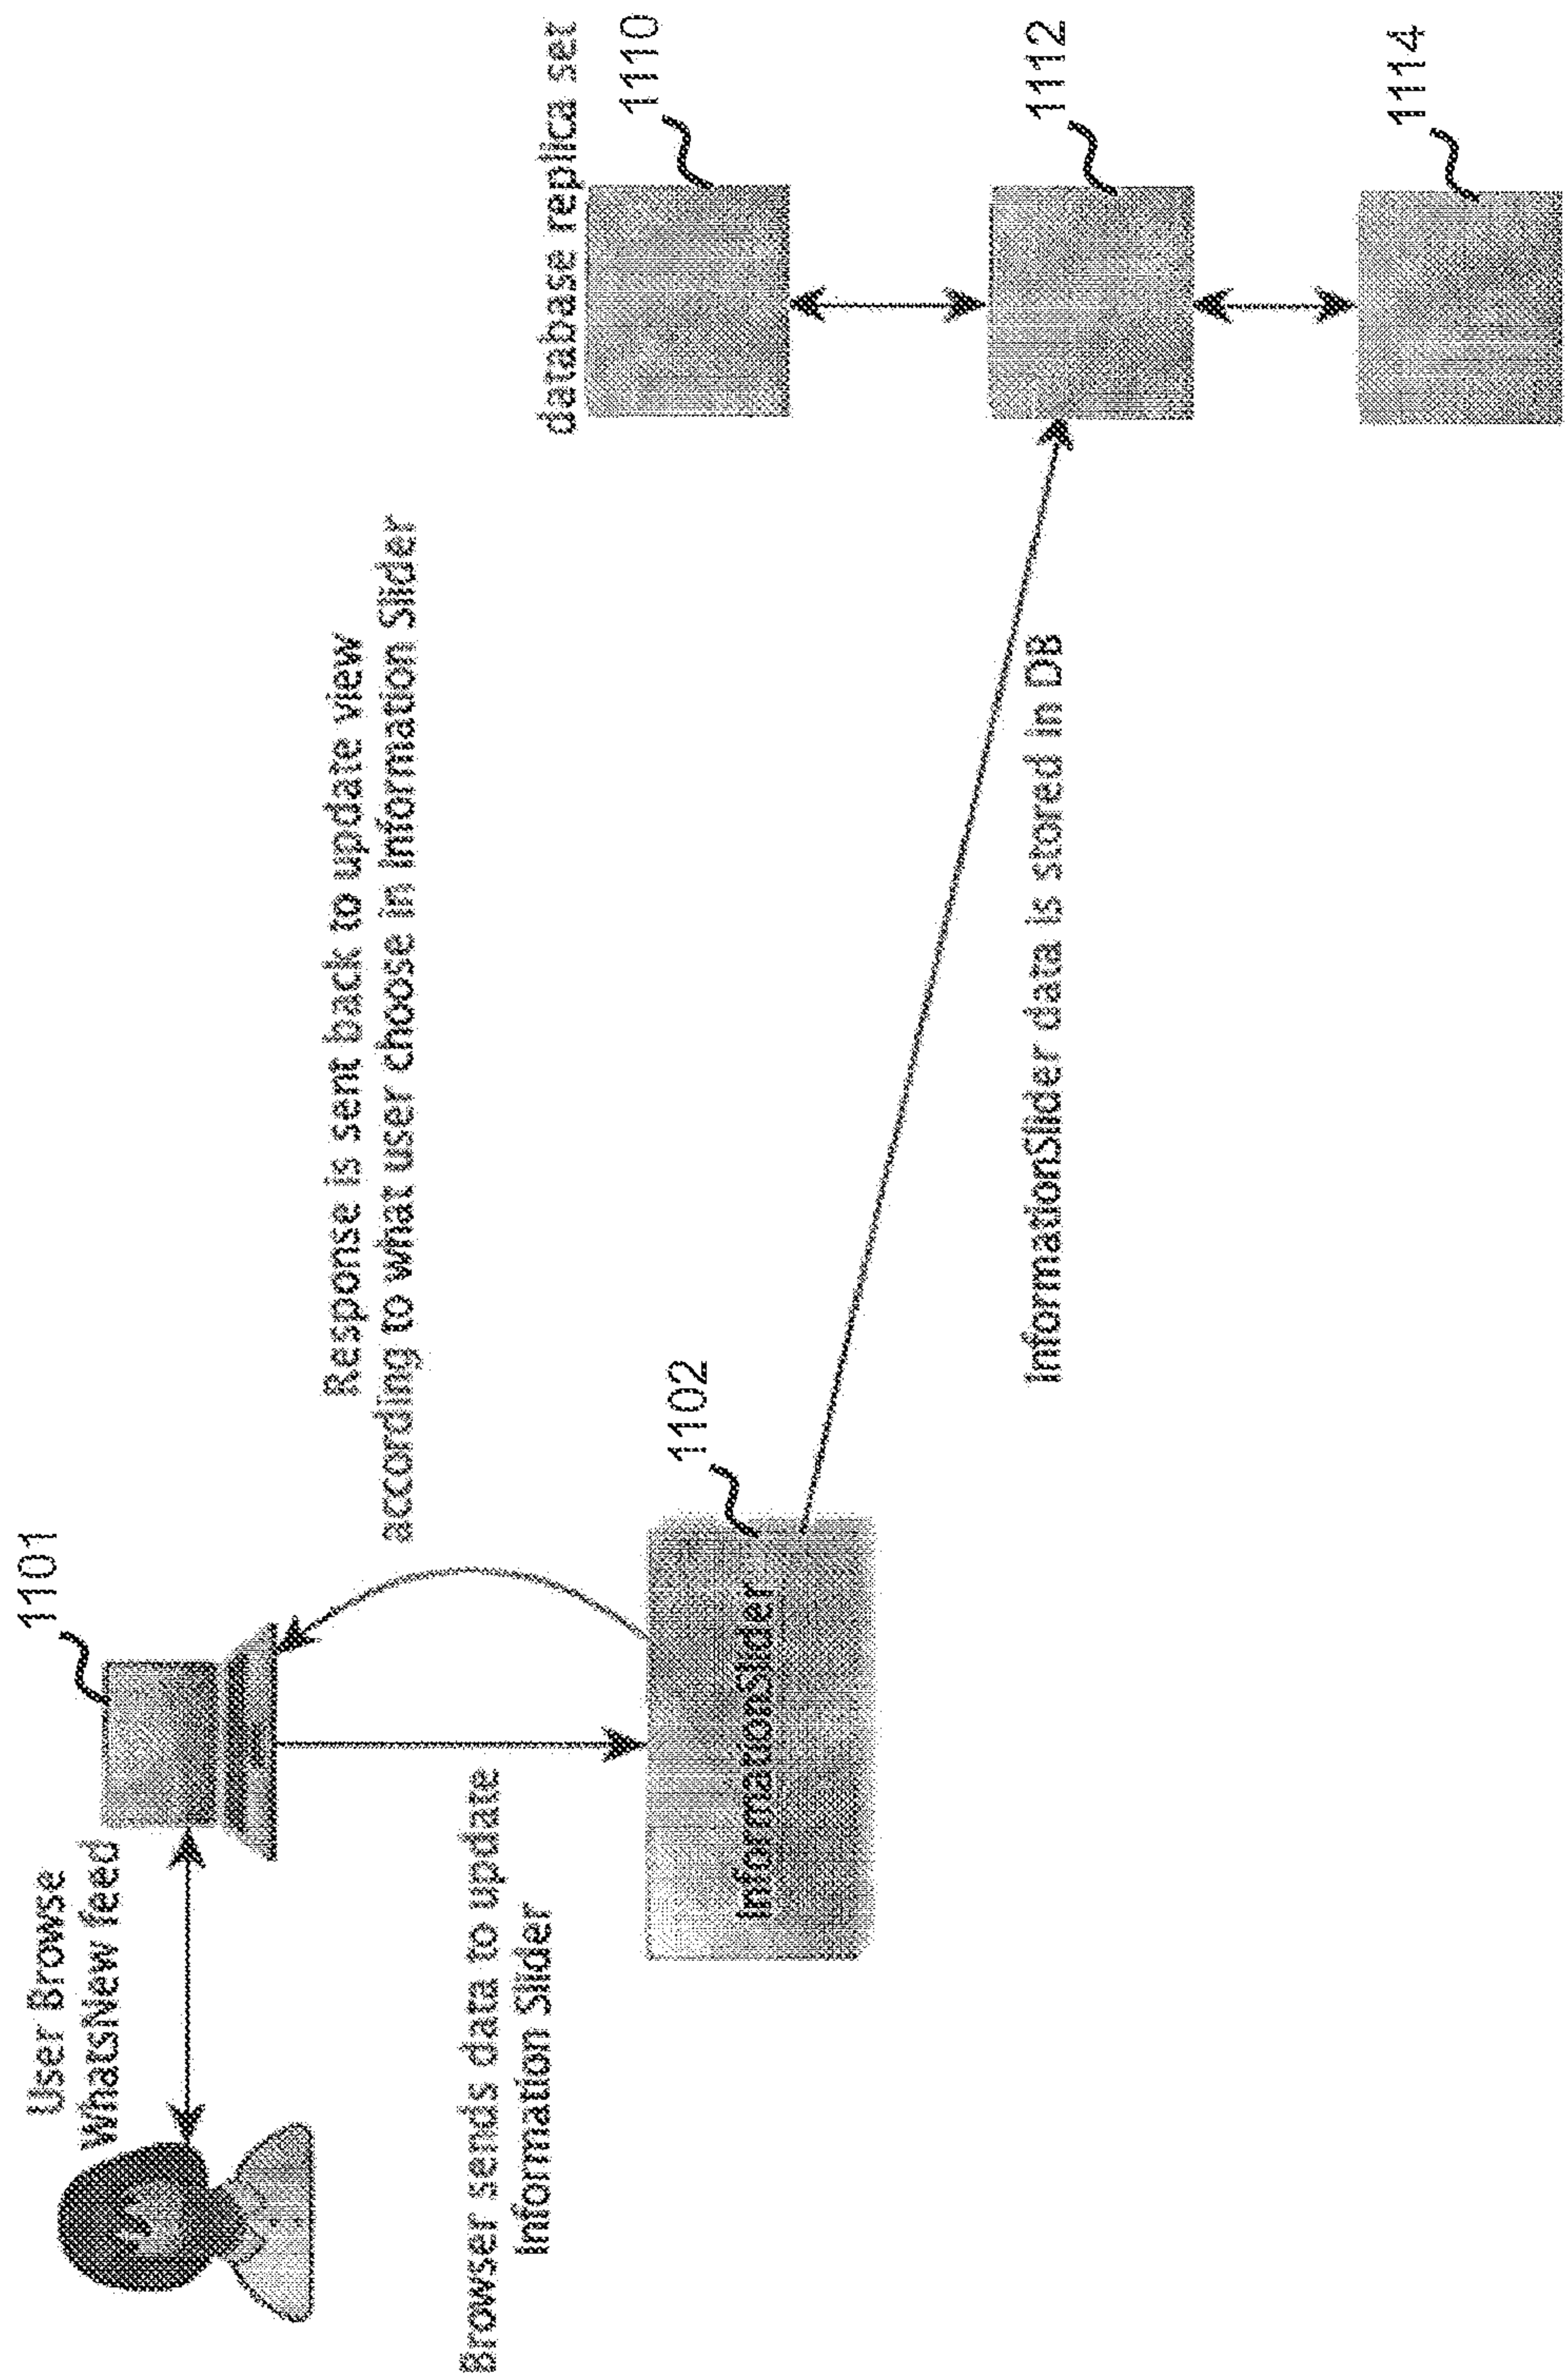 User Browse
WhatsNew feed
1101
Browser sends data to update
Information Slider
Response is sent back to update view
according to what user choose in Information Slider
InformationSlider
1102
InformationSlider data is stored in DB
database replica set
1110
1112
1114